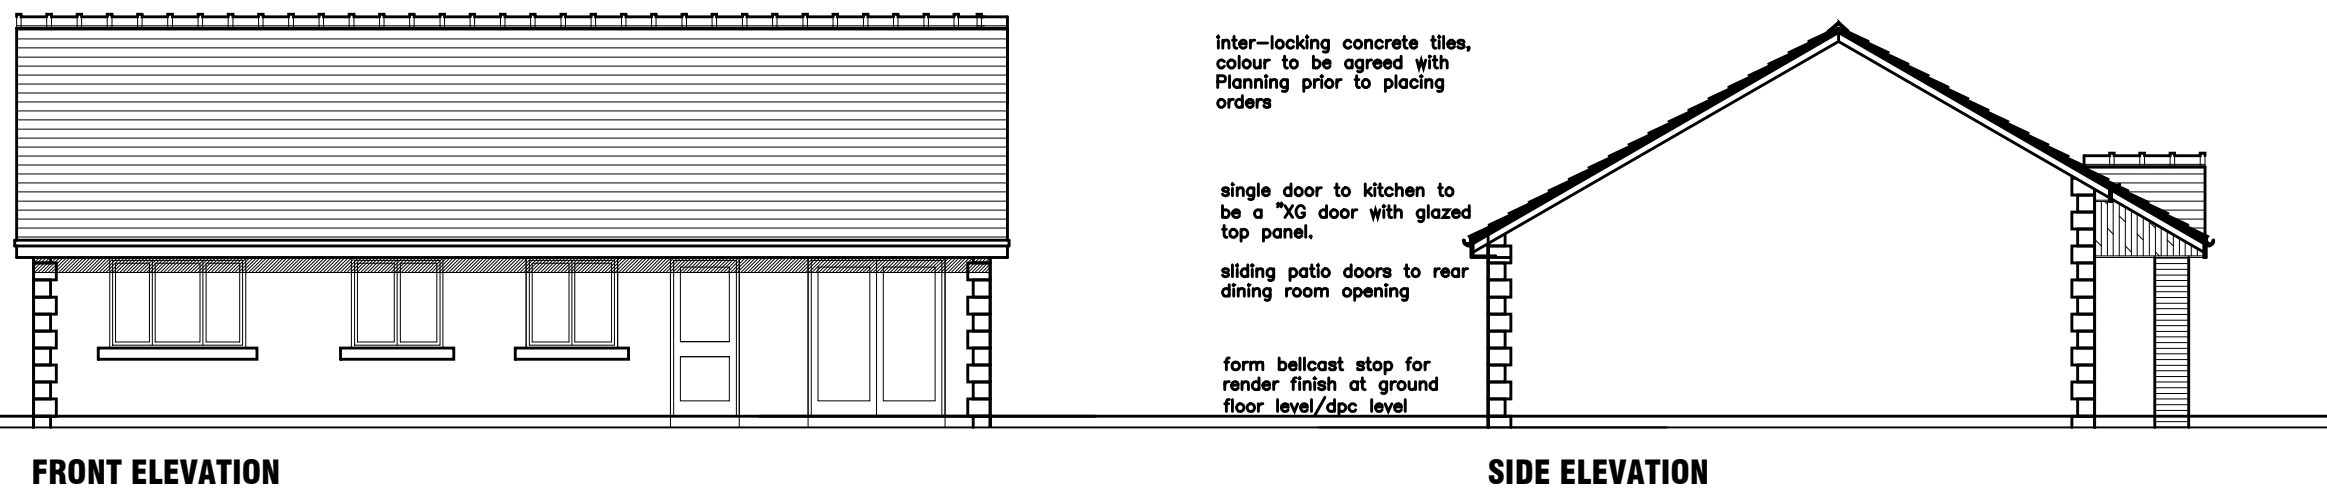 inter-locking concrete tiles,
colour to be agreed with
Planning prior to placing
orders
single door to kitchen to
be a "XG door with glazed
top panel.
sliding patio doors to rear
dining room opening
form bellcast stop for
render finish at ground
floor level/dpc level
FRONT ELEVATION
SIDE ELEVATION